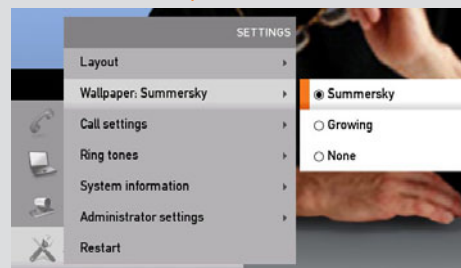 SETTINGS
Layout
Wallpaper: Summersky
Call settings
Ring tones
System information
Administrator settings
Restart
Summersky
Growing
None